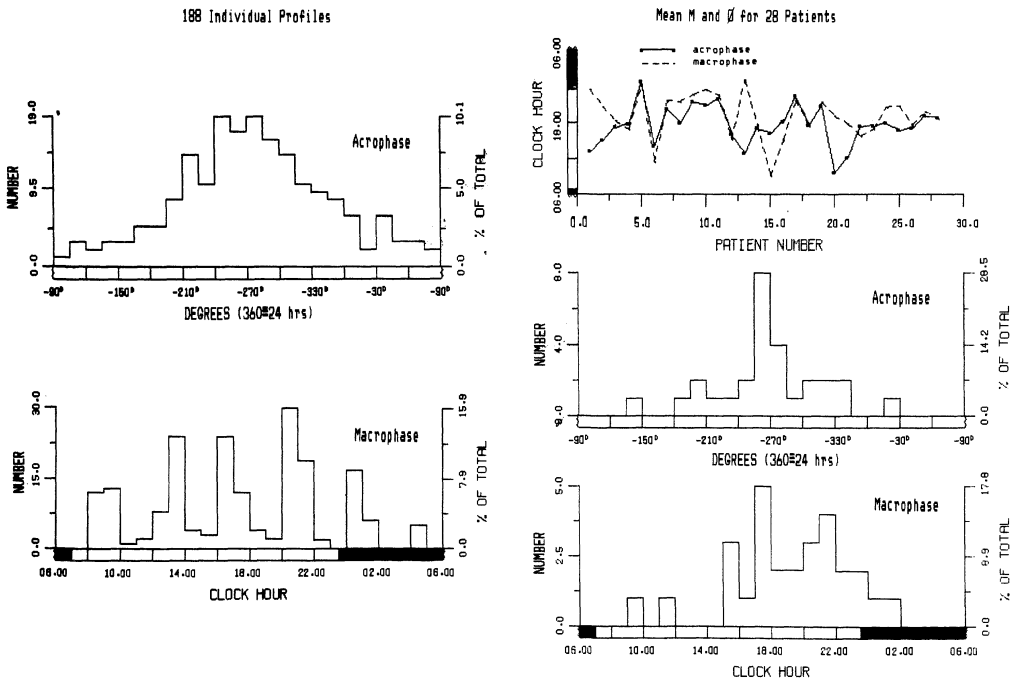 188 Individual Profiles
Acrophase
NUMBER
19.0
9.5
0.0
% OF TOTAL
10.1
5.0
0.0
-90° -150° -210° -270° -330° -30° -90°
DEGREES (360≡24 hrs)
Macrophase
NUMBER
30.0
15.0
0.0
% OF TOTAL
15.9
7.9
0.0
06.00 10.00 14.00 18.00 22.00 02.00 06.00
CLOCK HOUR
Mean M and Ø for 28 Patients
acrophase
macrophase
CLOCK HOUR
06.00
18.00
06.00
0.0 5.0 10.0 15.0 20.0 25.0 30.0
PATIENT NUMBER
Acrophase
NUMBER
8.0
4.0
0.0
% OF TOTAL
28.5
14.2
0.0
-90° -150° -210° -270° -330° -30° -90°
DEGREES (360≡24 hrs)
Macrophase
NUMBER
5.0
2.5
0.0
% OF TOTAL
17.8
8.9
0.0
06.00 10.00 14.00 18.00 22.00 02.00 06.00
CLOCK HOUR